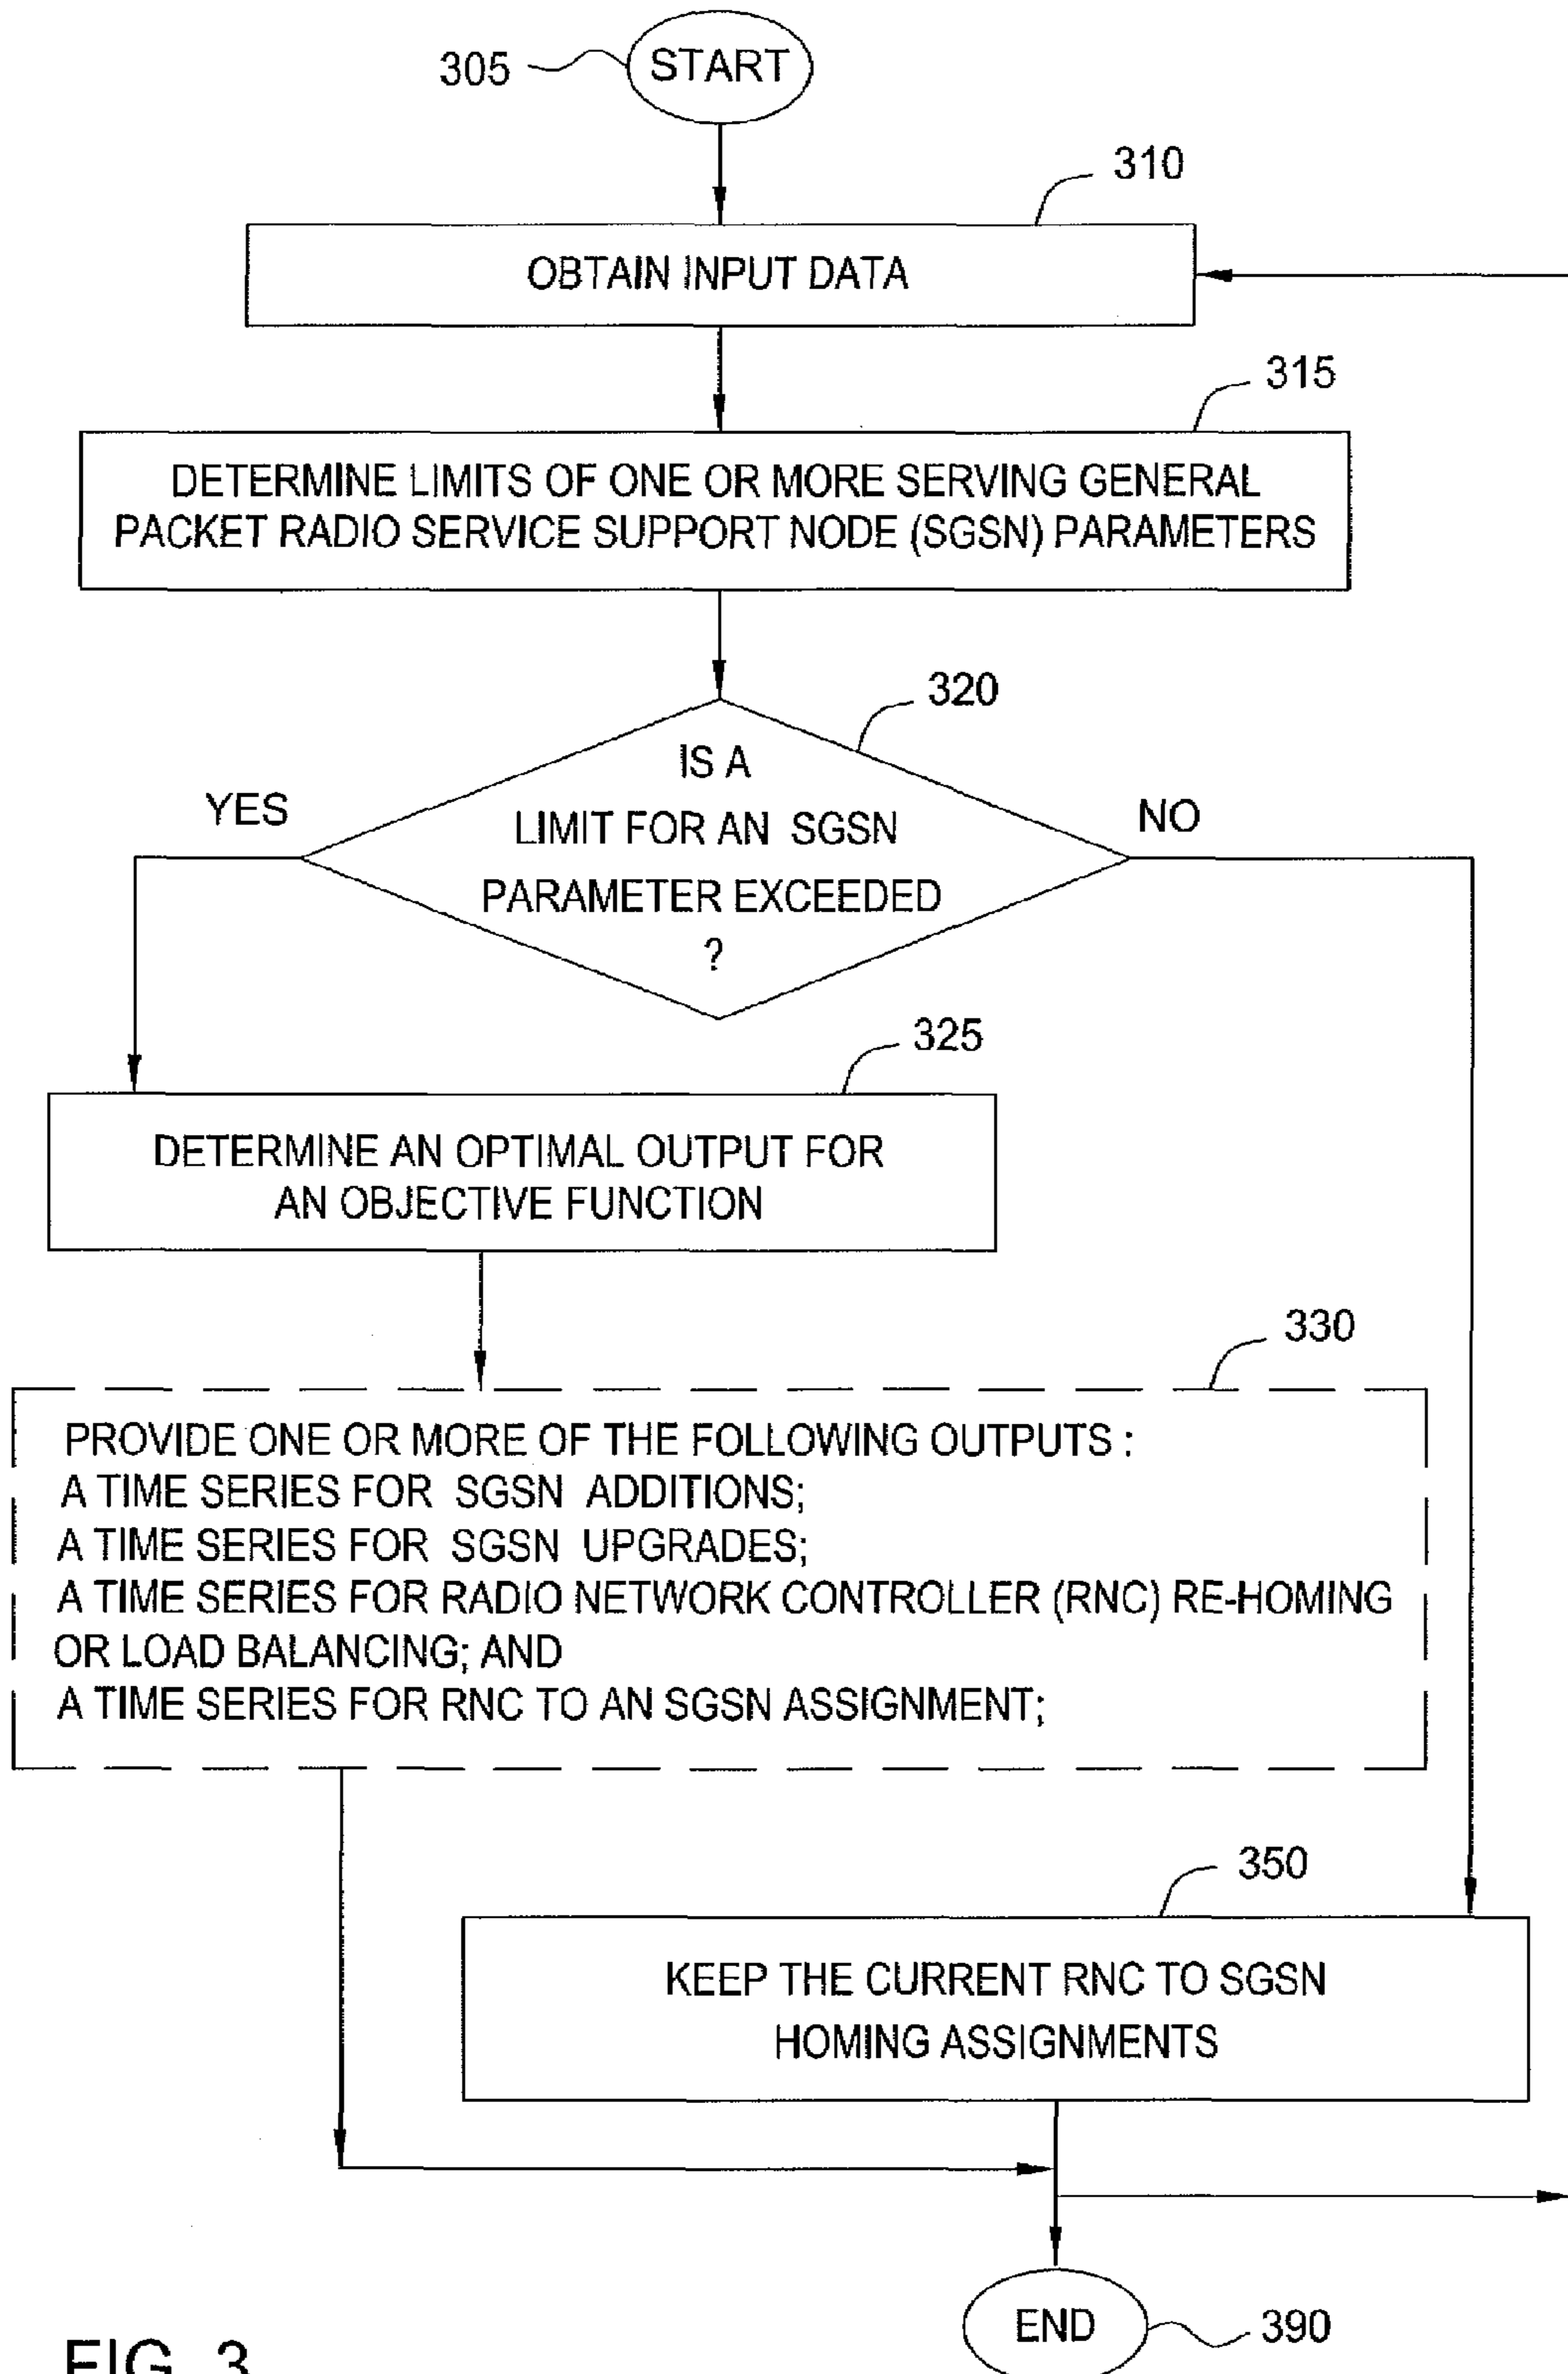 START
305
310
OBTAIN INPUT DATA
315
DETERMINE LIMITS OF ONE OR MORE SERVING GENERAL
PACKET RADIO SERVICE SUPPORT NODE (SGSN) PARAMETERS
320
IS A
LIMIT FOR AN SGSN
PARAMETER EXCEEDED
?
YES
NO
325
DETERMINE AN OPTIMAL OUTPUT FOR
AN OBJECTIVE FUNCTION
330
PROVIDE ONE OR MORE OF THE FOLLOWING OUTPUTS :
A TIME SERIES FOR SGSN ADDITIONS;
A TIME SERIES FOR SGSN UPGRADES;
A TIME SERIES FOR RADIO NETWORK CONTROLLER (RNC) RE-HOMING
OR LOAD BALANCING; AND
A TIME SERIES FOR RNC TO AN SGSN ASSIGNMENT;
350
KEEP THE CURRENT RNC TO SGSN
HOMING ASSIGNMENTS
END
390
FIG. 3